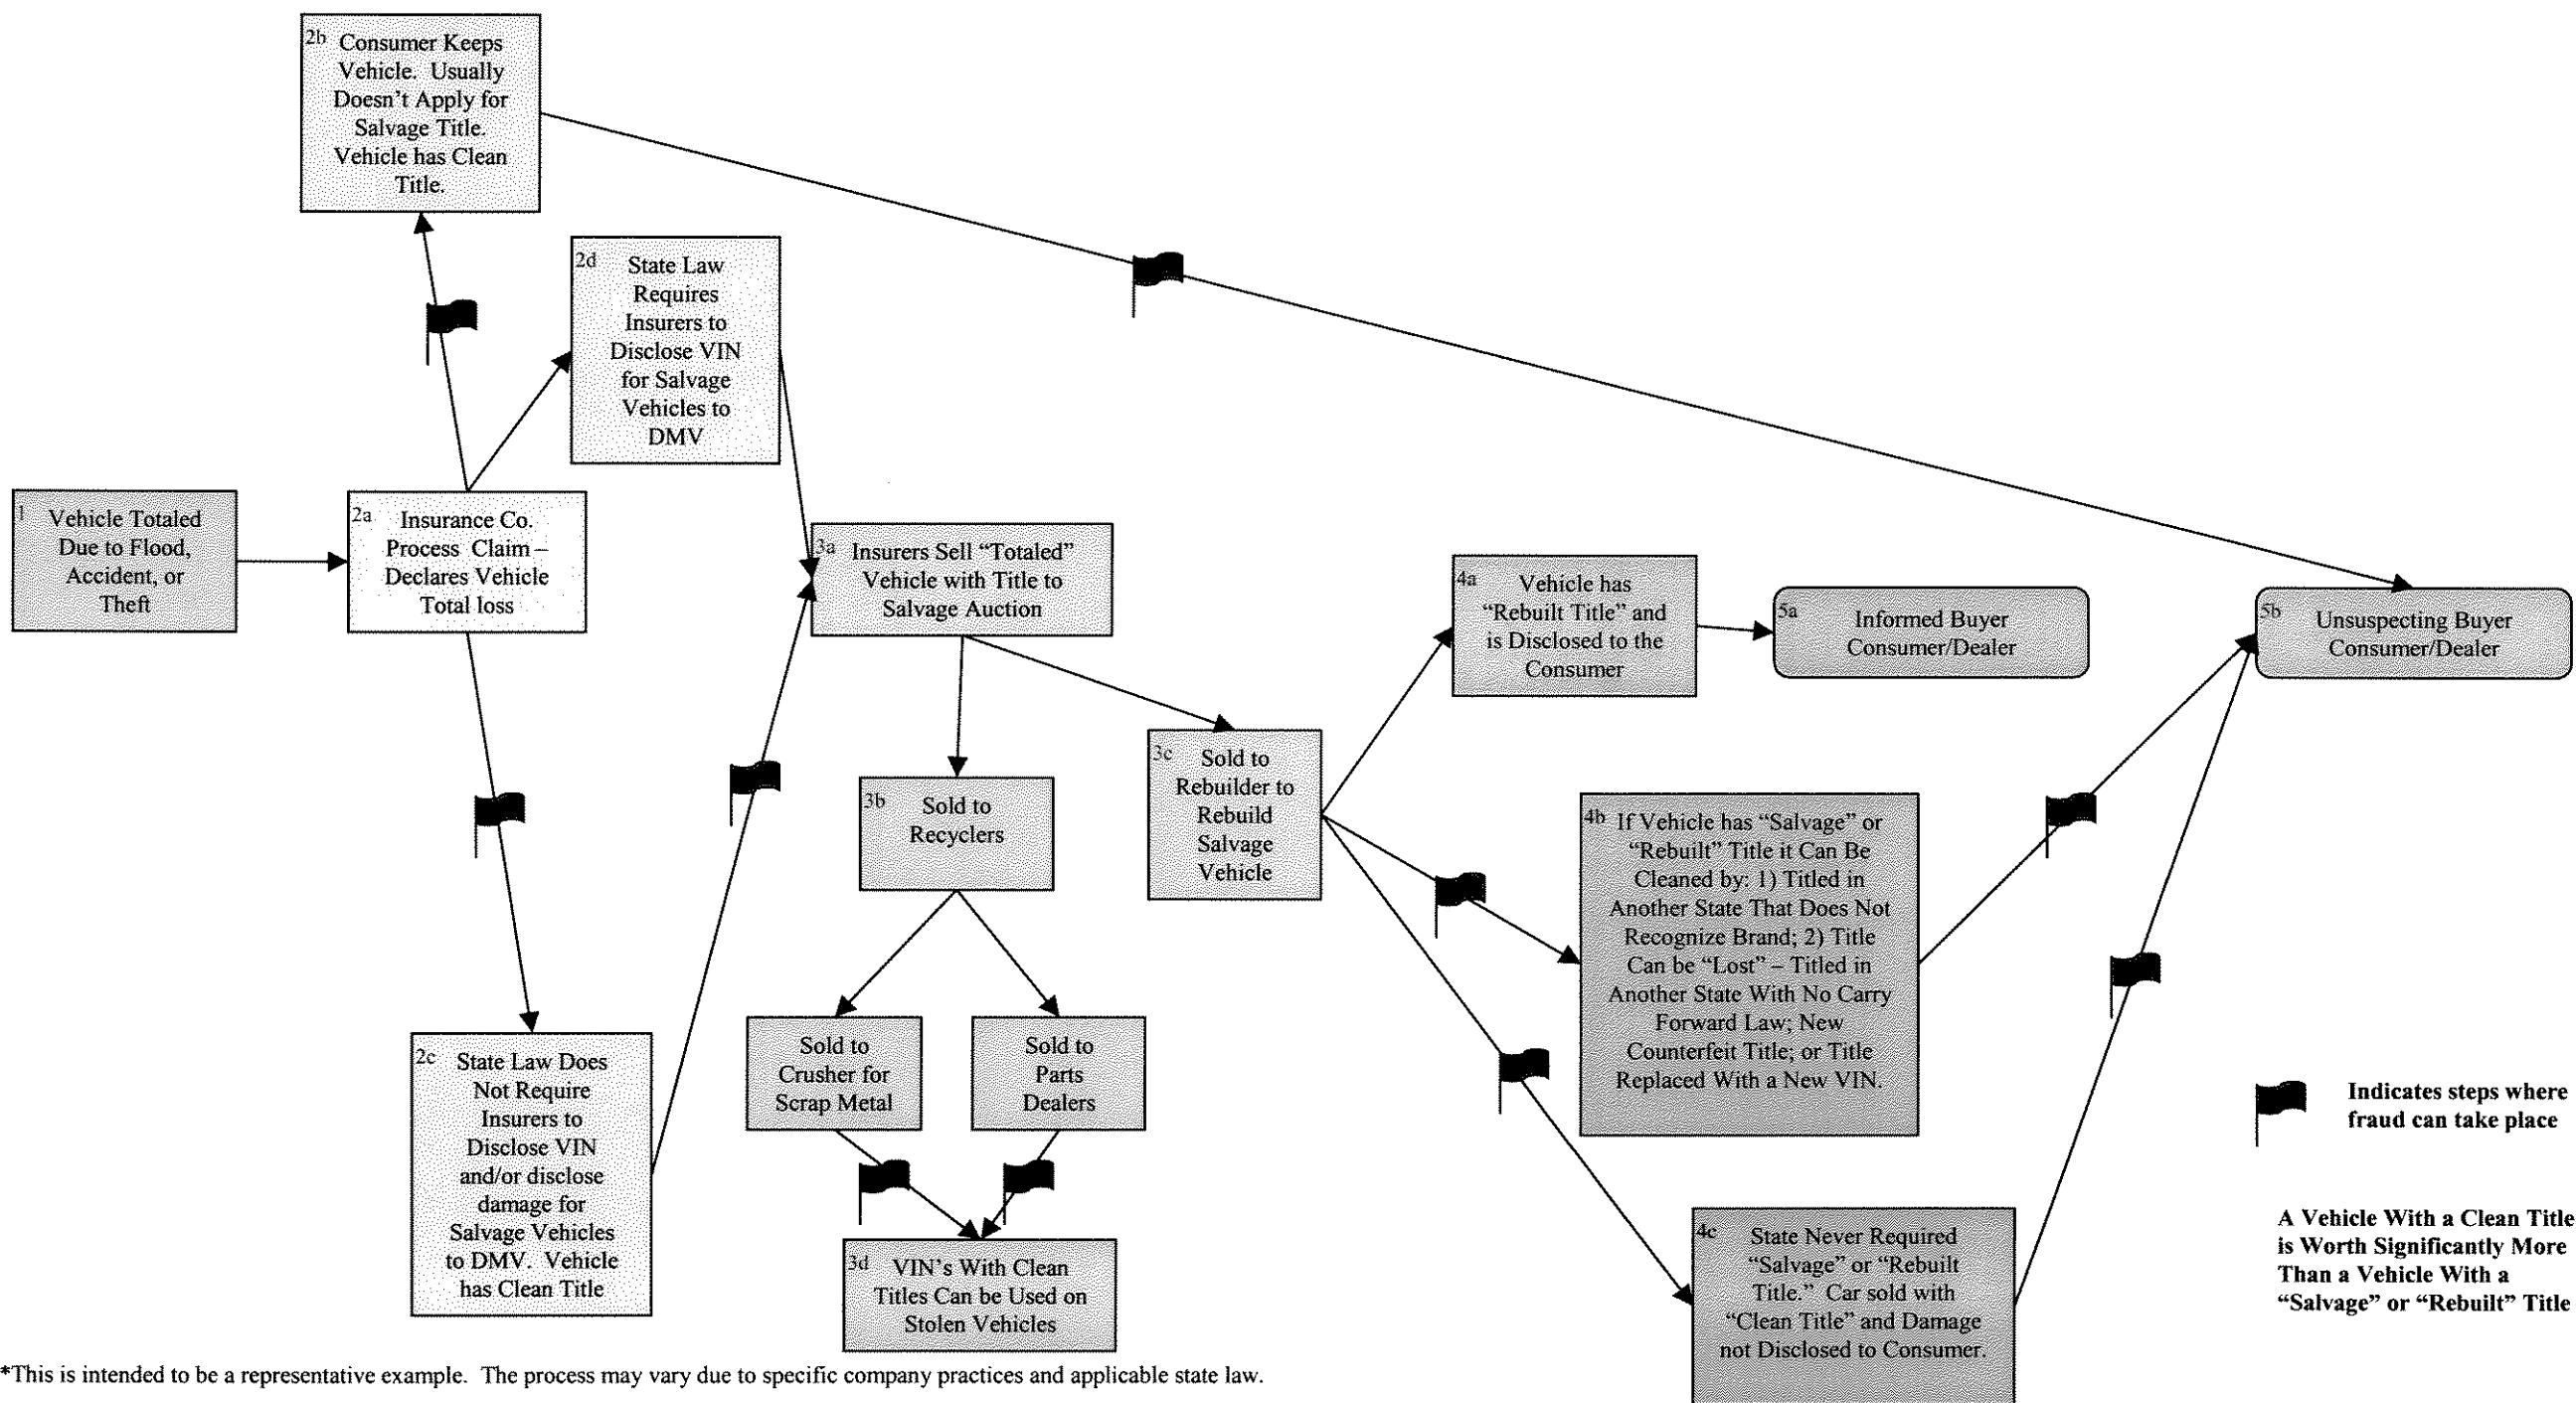 2b Consumer Keeps
Vehicle. Usually
Doesn't Apply for
Salvage Title.
Vehicle has Clean
Title.
2d State Law
Requires
Insurers to
Disclose VIN
for Salvage
Vehicles to
DMV
1 Vehicle Totaled
Due to Flood,
Accident, or
Theft
2a Insurance Co.
Process Claim –
Declares Vehicle
Total loss
2c State Law Does
Not Require
Insurers to
Disclose VIN
and/or disclose
damage for
Salvage Vehicles
to DMV. Vehicle
has Clean Title
3a Insurers Sell “Totaled”
Vehicle with Title to
Salvage Auction
3b Sold to
Recyclers
Sold to
Crusher for
Scrap Metal
Sold to
Parts
Dealers
3d VIN's With Clean
Titles Can be Used on
Stolen Vehicles
3c Sold to
Rebuilder to
Rebuild
Salvage
Vehicle
4a Vehicle has
“Rebuilt Title” and
is Disclosed to the
Consumer
5a Informed Buyer
Consumer/Dealer
4b If Vehicle has “Salvage” or
“Rebuilt” Title it Can Be
Cleaned by: 1) Titled in
Another State That Does Not
Recognize Brand; 2) Title
Can be “Lost” – Titled in
Another State With No Carry
Forward Law; New
Counterfeit Title; or Title
Replaced With a New VIN.
4c State Never Required
“Salvage” or “Rebuilt
Title.” Car sold with
“Clean Title” and Damage
not Disclosed to Consumer.
5b Unsuspecting Buyer
Consumer/Dealer
Indicates steps where
fraud can take place
A Vehicle With a Clean Title
is Worth Significantly More
Than a Vehicle With a
“Salvage” or “Rebuilt” Title
*This is intended to be a representative example. The process may vary due to specific company practices and applicable state law.